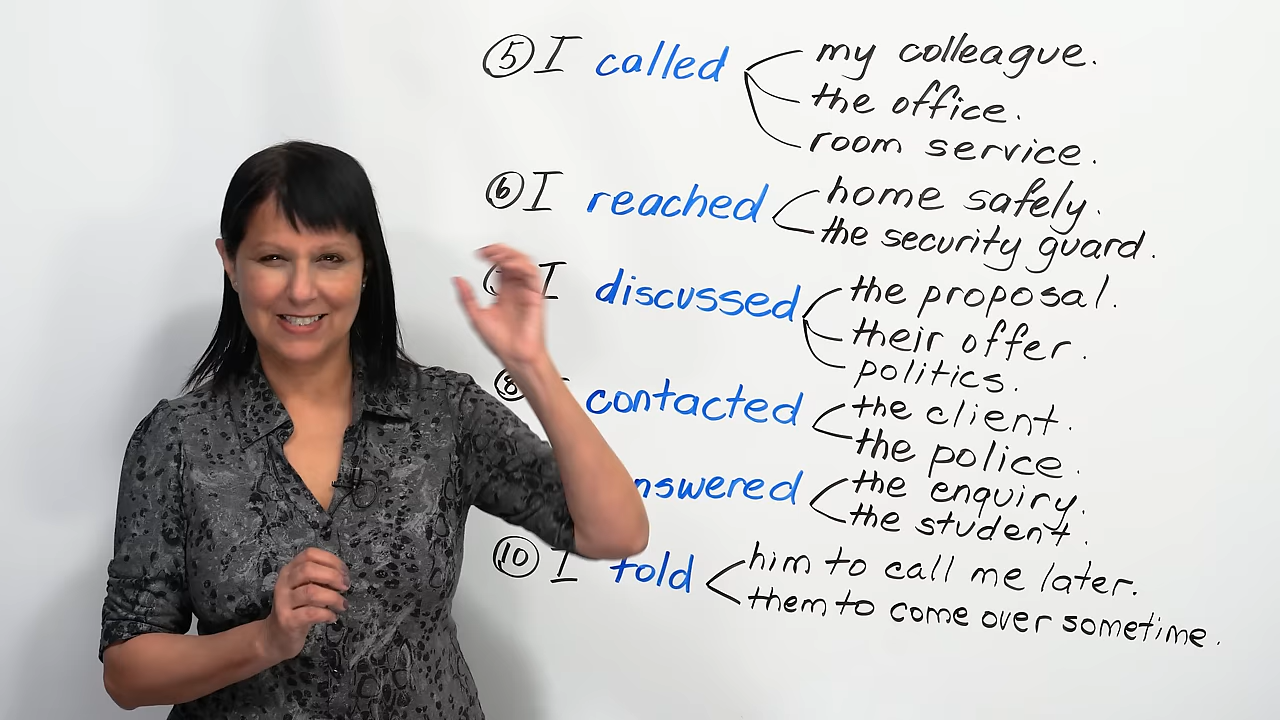 ⑤ I called my colleague.
the office.
room service.
⑥ I reached home safely.
the security guard.
I discussed the proposal.
their offer.
politics.
⑧ contacted the client.
the police.
the enquiry.
the student.
⑩ I told him to call me later.
them to come over sometime.